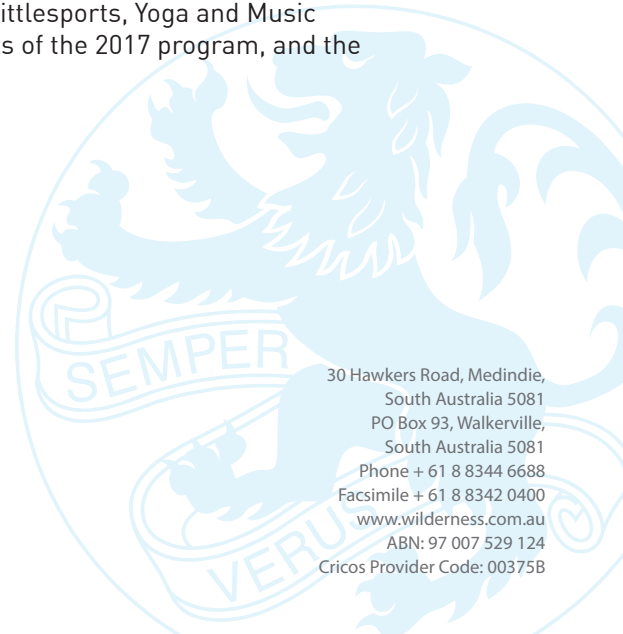 ittlesports, Yoga and Music
s of the 2017 program, and the
SEMPER
VERUS
30 Hawkers Road, Medindie,
South Australia 5081
PO Box 93, Walkerville,
South Australia 5081
Phone + 61 8 8344 6688
Facsimile + 61 8 8342 0400
www.wilderness.com.au
ABN: 97 007 529 124
Cricos Provider Code: 00375B